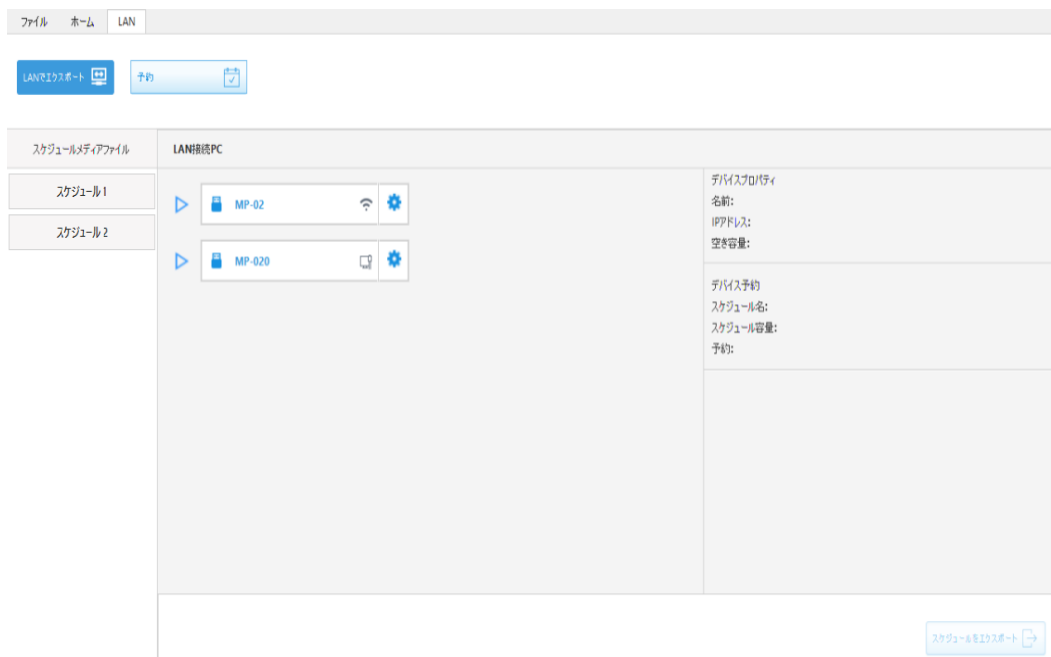 ファイル ホーム LAN
LANでエクスポート 予約
スケジュールメディアファイル
LAN接続PC
スケジュール 1
スケジュール 2
MP-02
MP-020
デバイスプロパティ
名前:
IPアドレス:
空き容量:
デバイス予約
スケジュール名:
スケジュール容量:
予約:
スケジュールをエクスポート